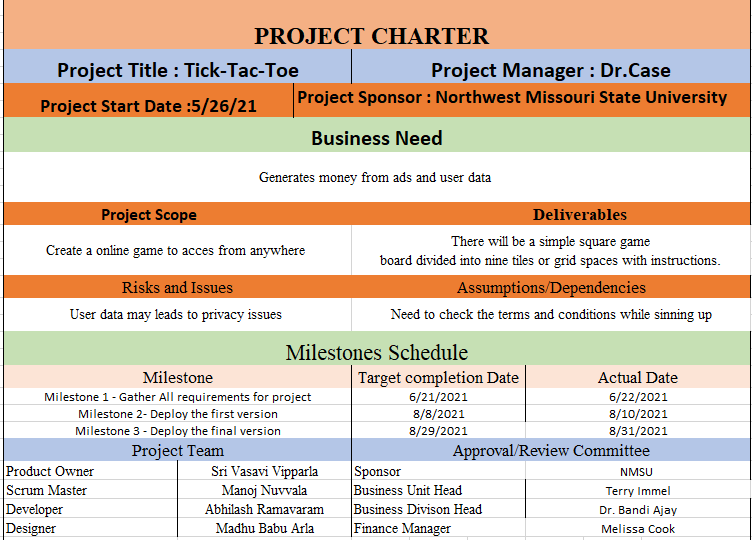 PROJECT CHARTER
Project Title : Tick-Tac-Toe
Project Manager : Dr.Case
Project Start Date :5/26/21
Project Sponsor : Northwest Missouri State University
Business Need
Generates money from ads and user data
Project Scope
Deliverables
Create a online game to acces from anywhere
There will be a simple square game
board divided into nine tiles or grid spaces with instructions.
Risks and Issues
Assumptions/Dependencies
User data may leads to privacy issues
Need to check the terms and conditions while sinning up
Milestones Schedule
Milestone
Target completion Date
Actual Date
Milestone 1 - Gather All requirements for project
6/21/2021
6/22/2021
Milestone 2- Deploy the first version
8/8/2021
8/10/2021
Milestone 3 - Deploy the final version
8/29/2021
8/31/2021
Project Team
Approval/Review Committee
Product Owner
Sri Vasavi Vipparla
Sponsor
NMSU
Scrum Master
Manoj Nuvvala
Business Unit Head
Terry Immel
Developer
Abhilash Ramavaram
Business Divison Head
Dr. Bandi Ajay
Designer
Madhu Babu Arla
Finance Manager
Melissa Cook